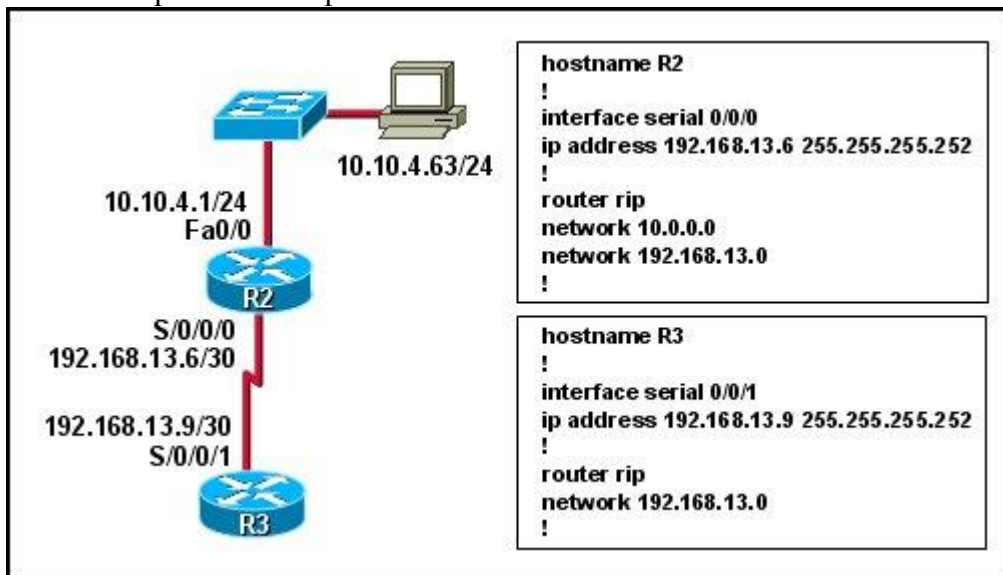 10.10.4.63/24
10.10.4.1/24
Fa0/0
R2
S/0/0/0
192.168.13.6/30
192.168.13.9/30
S/0/0/1
R3
hostname R2
!
interface serial 0/0/0
ip address 192.168.13.6 255.255.255.252
!
router rip
network 10.0.0.0
network 192.168.13.0
!
hostname R3
!
interface serial 0/0/1
ip address 192.168.13.9 255.255.255.252
!
router rip
network 192.168.13.0
!